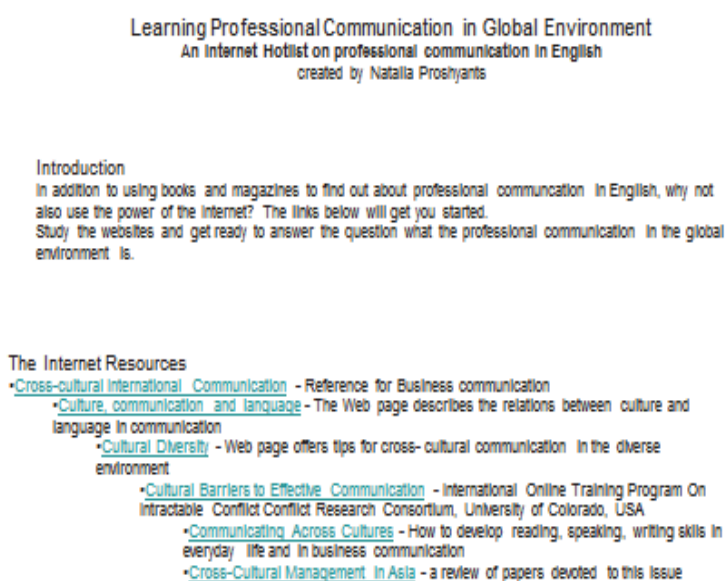 Learning Professional Communication in Global Environment
An Internet Hotlist on professional communication in English
created by Natalia Proshyants
Introduction
In addition to using books and magazines to find out about professional communcation in English, why not
also use the power of the Internet? The links below will get you started.
Study the websites and get ready to answer the question what the professional communication in the global
environment is.
The Internet Resources
•Cross-cultural International Communication - Reference for Business communication
•Culture, communication and language - The Web page describes the relations between culture and
language in communication
•Cultural Diversity - Web page offers tips for cross- cultural communication in the diverse
environment
•Cultural Barriers to Effective Communication - International Online Training Program On
Intractable Conflict Conflict Research Consortium, University of Colorado, USA
•Communicating Across Cultures - How to develop reading, speaking, writing skills in
everyday life and in business communication
•Cross-Cultural Management in Asia - a review of papers devoted to this issue